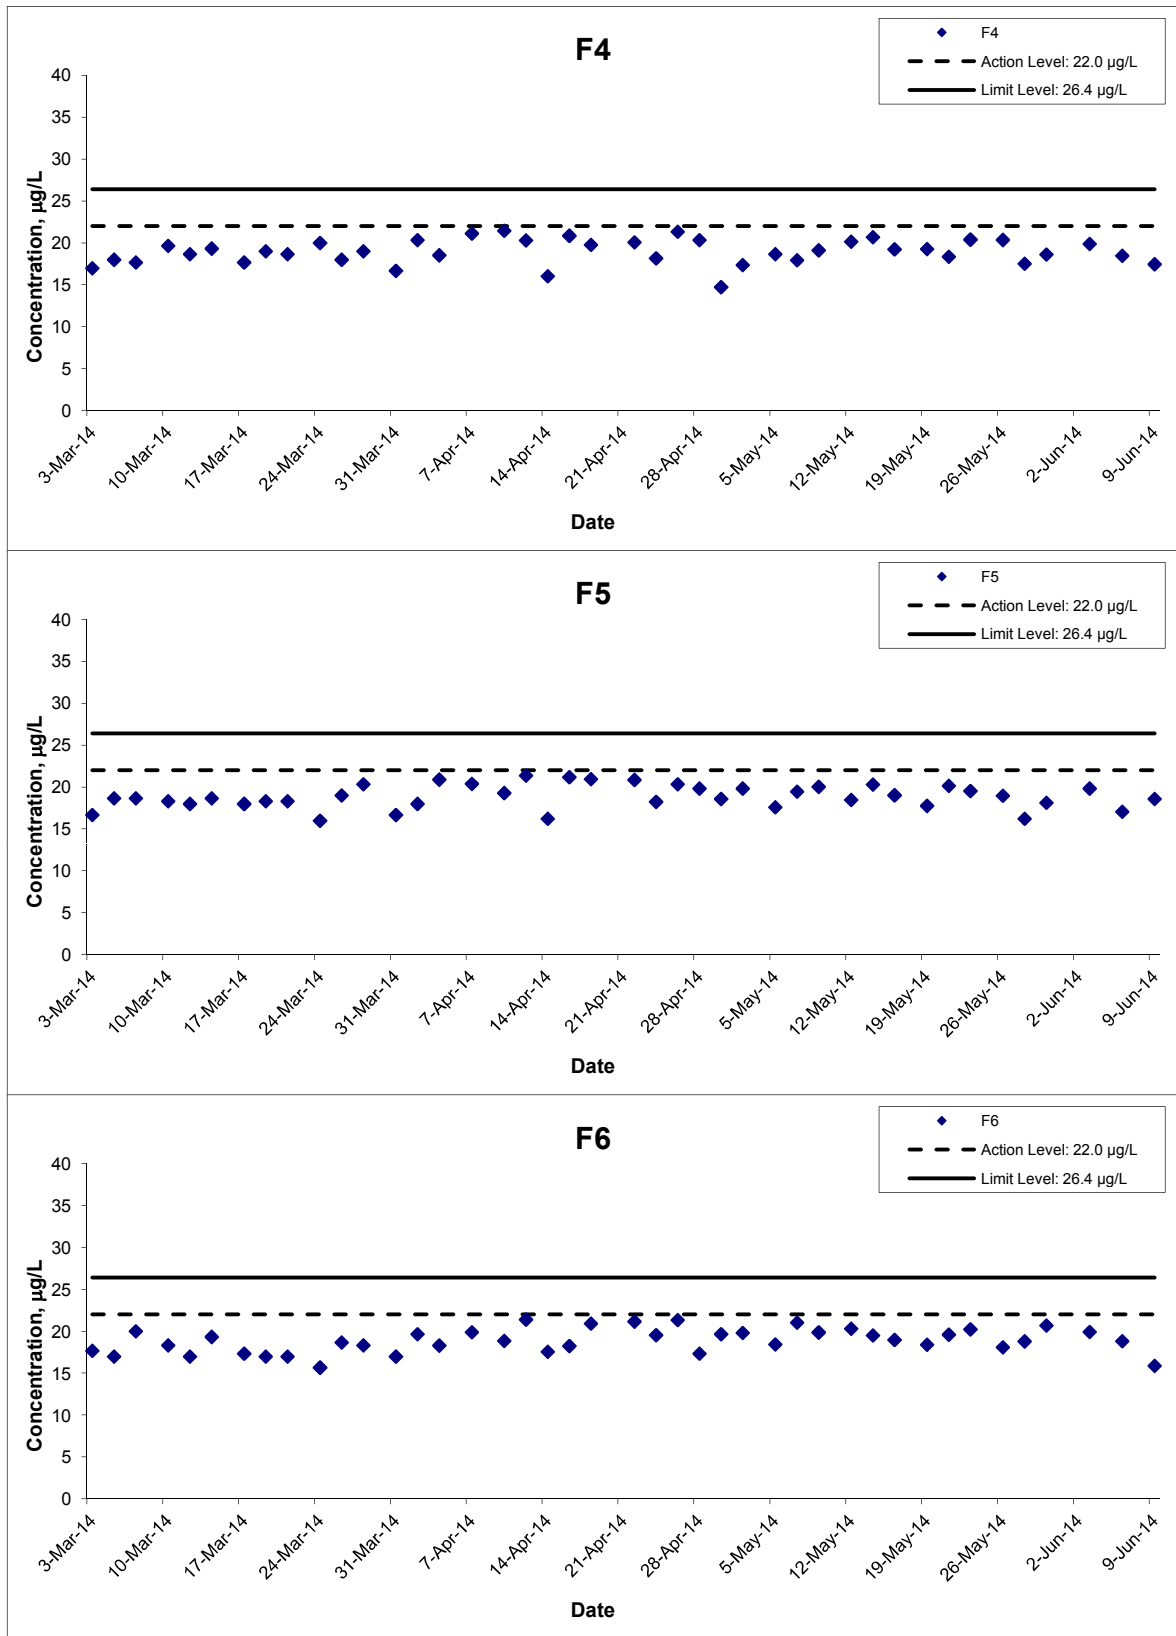 F4
F4
Action Level: 22.0 µg/L
Limit Level: 26.4 µg/L
Concentration, µg/L
40
35
30
25
20
15
10
5
0
3-Mar-14
10-Mar-14
17-Mar-14
24-Mar-14
31-Mar-14
7-Apr-14
14-Apr-14
21-Apr-14
28-Apr-14
5-May-14
12-May-14
19-May-14
26-May-14
2-Jun-14
9-Jun-14
Date
F5
F5
Action Level: 22.0 µg/L
Limit Level: 26.4 µg/L
Concentration, µg/L
40
35
30
25
20
15
10
5
0
3-Mar-14
10-Mar-14
17-Mar-14
24-Mar-14
31-Mar-14
7-Apr-14
14-Apr-14
21-Apr-14
28-Apr-14
5-May-14
12-May-14
19-May-14
26-May-14
2-Jun-14
9-Jun-14
Date
F6
F6
Action Level: 22.0 µg/L
Limit Level: 26.4 µg/L
Concentration, µg/L
40
35
30
25
20
15
10
5
0
3-Mar-14
10-Mar-14
17-Mar-14
24-Mar-14
31-Mar-14
7-Apr-14
14-Apr-14
21-Apr-14
28-Apr-14
5-May-14
12-May-14
19-May-14
26-May-14
2-Jun-14
9-Jun-14
Date